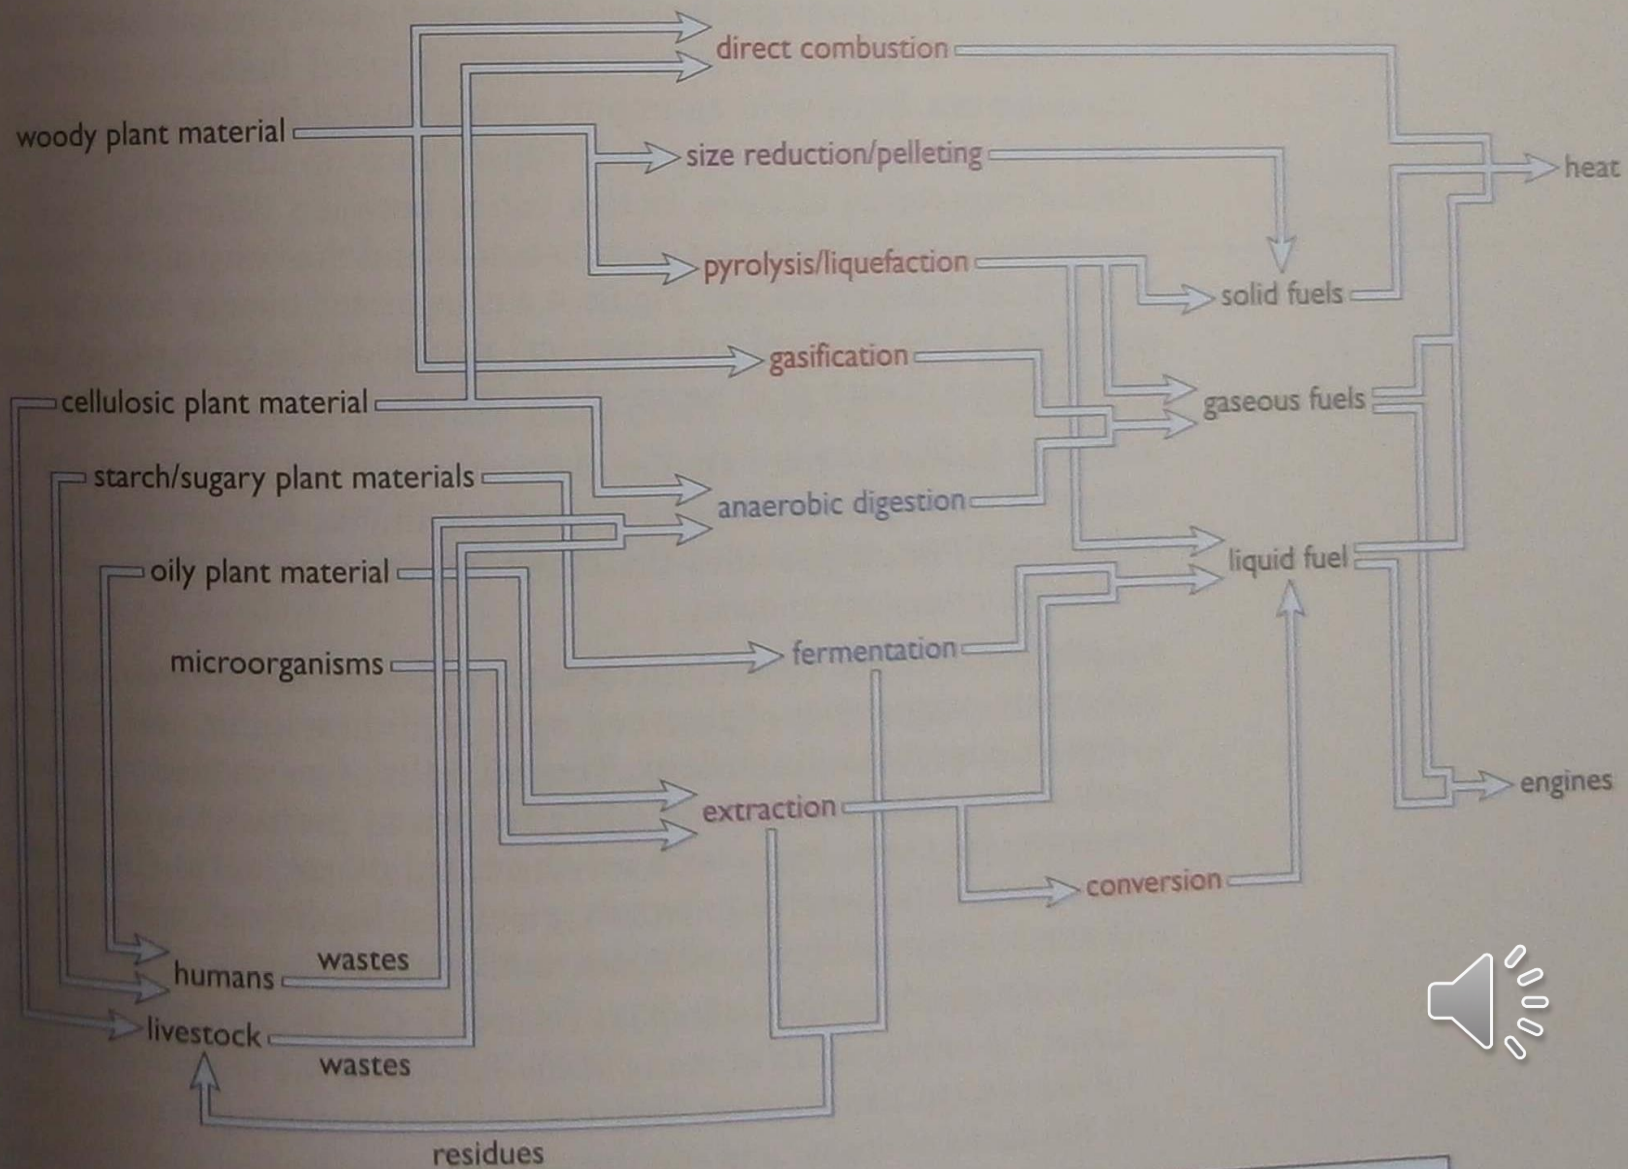 direct combustion
woody plant material
size reduction/pelleting
heat
pyrolysis/liquefaction
solid fuels
gasification
cellulosic plant material
gaseous fuels
starch/sugary plant materials
anaerobic digestion
oily plant material
liquid fuel
microorganisms
fermentation
engines
extraction
conversion
wastes
humans
livestock
wastes
residues